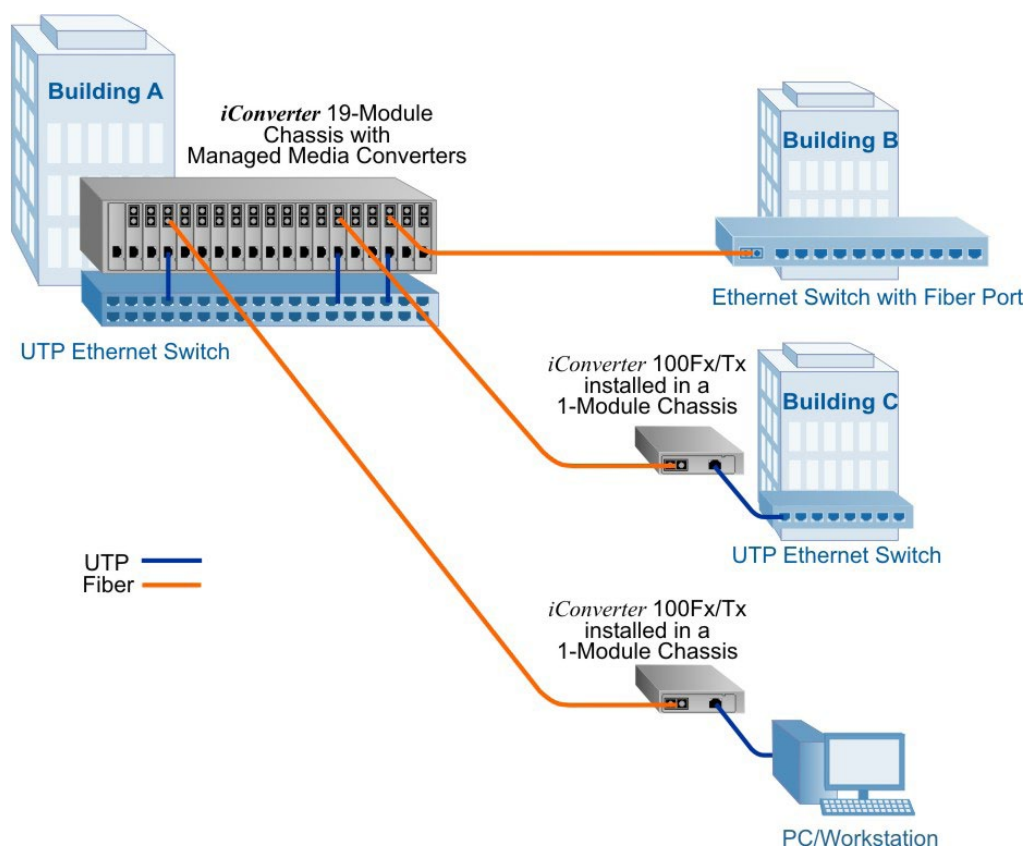 Building A
iConverter 19-Module
Chassis with
Managed Media Converters
Building B
Ethernet Switch with Fiber Port
UTP Ethernet Switch
iConverter 100Fx/Tx
installed in a
1-Module Chassis
Building C
UTP Ethernet Switch
UTP
Fiber
iConverter 100Fx/Tx
installed in a
1-Module Chassis
PC/Workstation